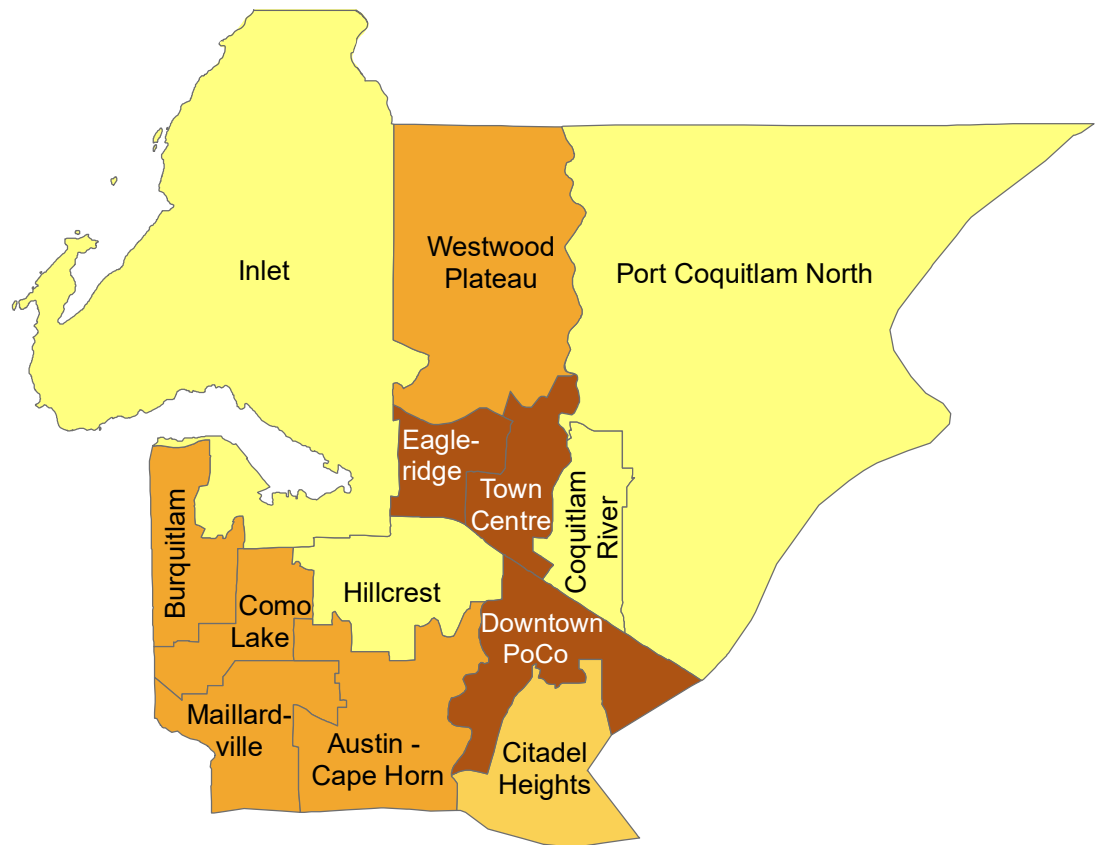 Inlet
Westwood
Plateau
Port Coquitlam North
Eagle-
ridge
Town
Centre
Coquitlam
River
Burquitlam
Hillcrest
Como
Lake
Downtown
PoCo
Maillard-
ville
Austin -
Cape Horn
Citadel
Heights